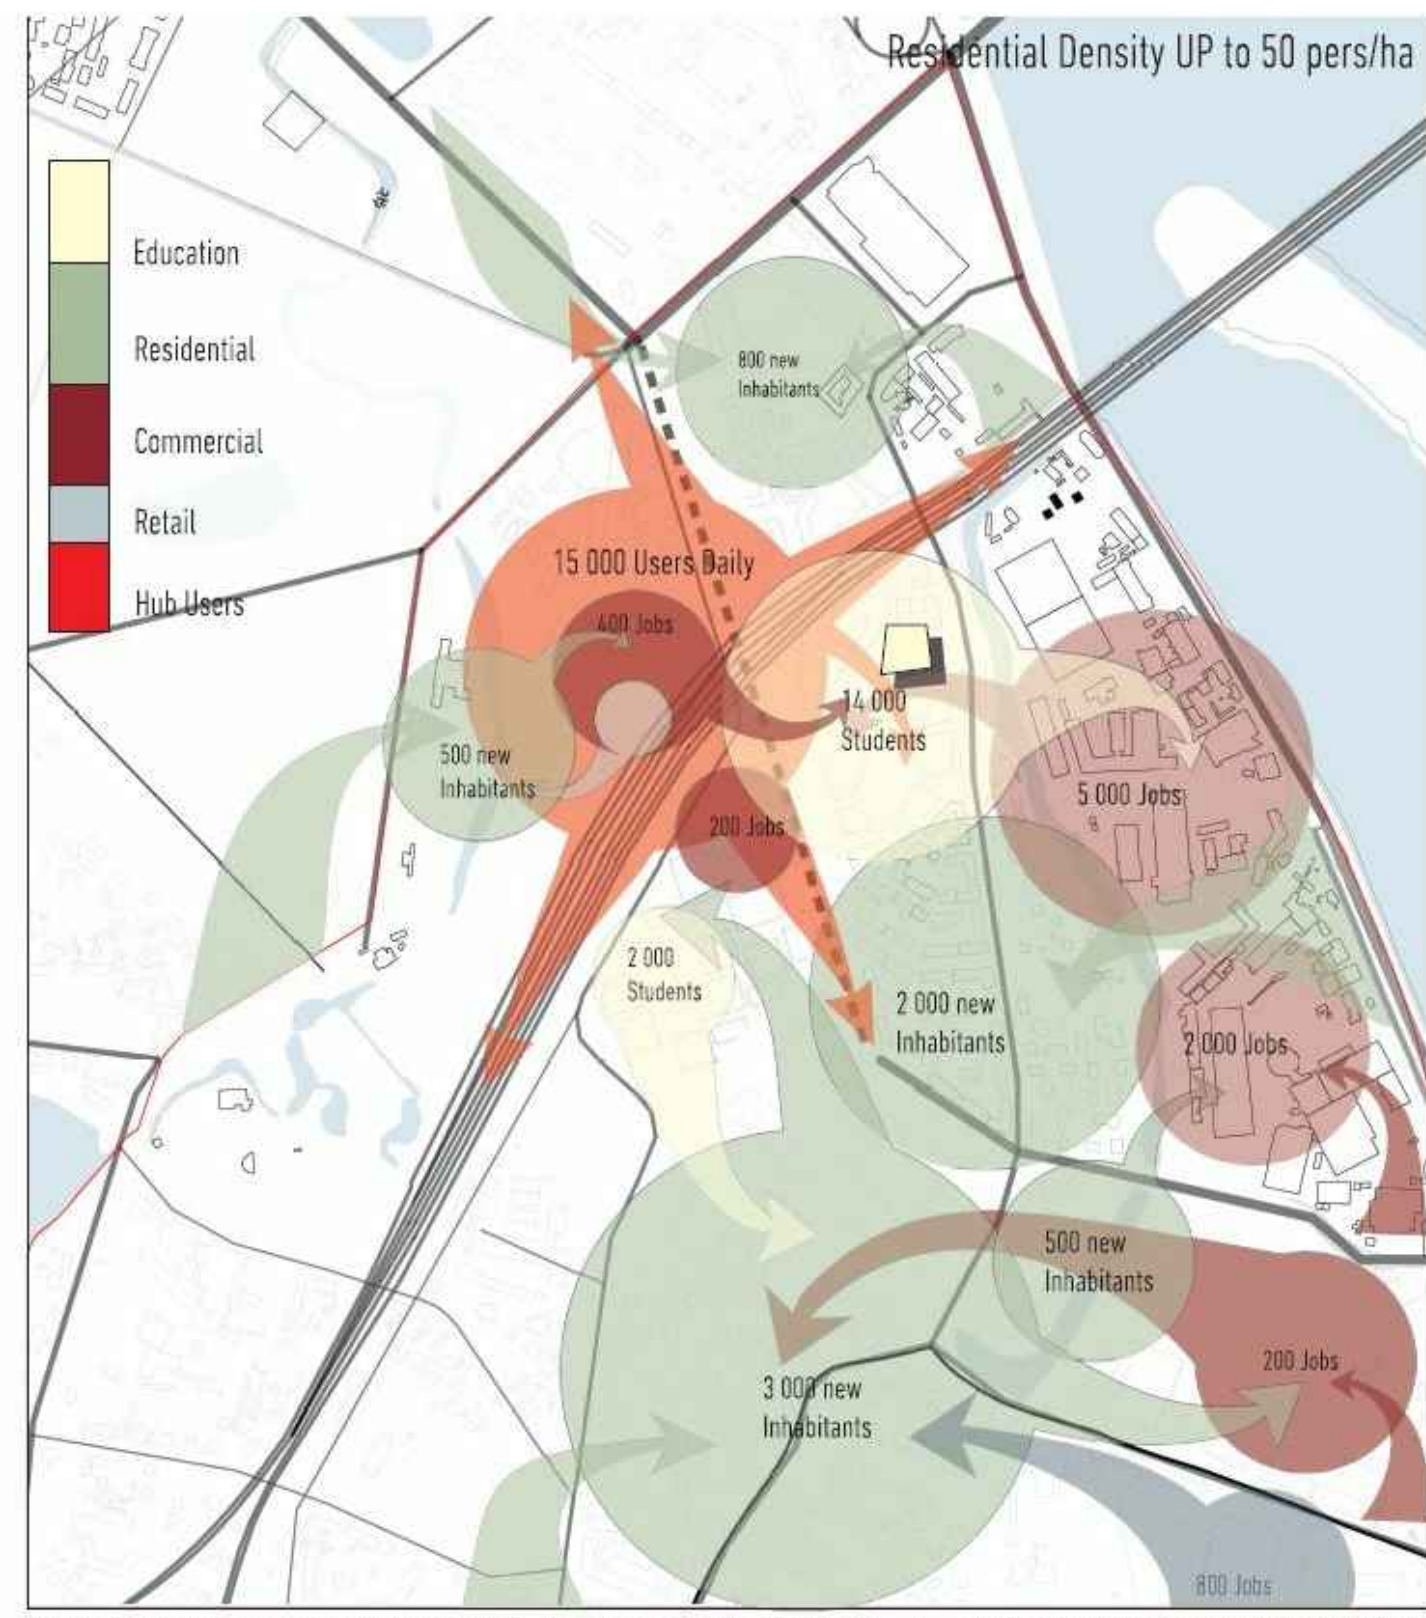 Residential Density UP to 50 pers/ha
Education
Residential
Commercial
Retail
Hub Users
800 new
Inhabitants
15 000 Users Daily
400 Jobs
14 000
Students
500 new
Inhabitants
5 000 Jobs
200 Jobs
2 000
Students
2 000 new
Inhabitants
2 000 Jobs
500 new
Inhabitants
200 Jobs
3 000 new
Inhabitants
800 Jobs